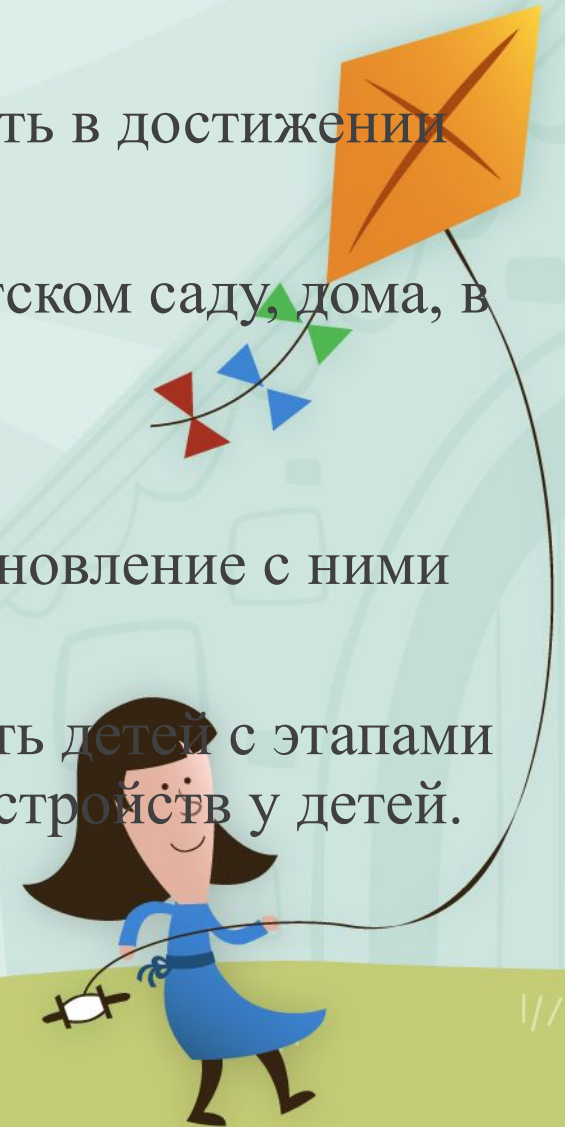 ть в достижении
тском саду, дома, в
новление с ними
ть детей с этапами
стройств у детей.